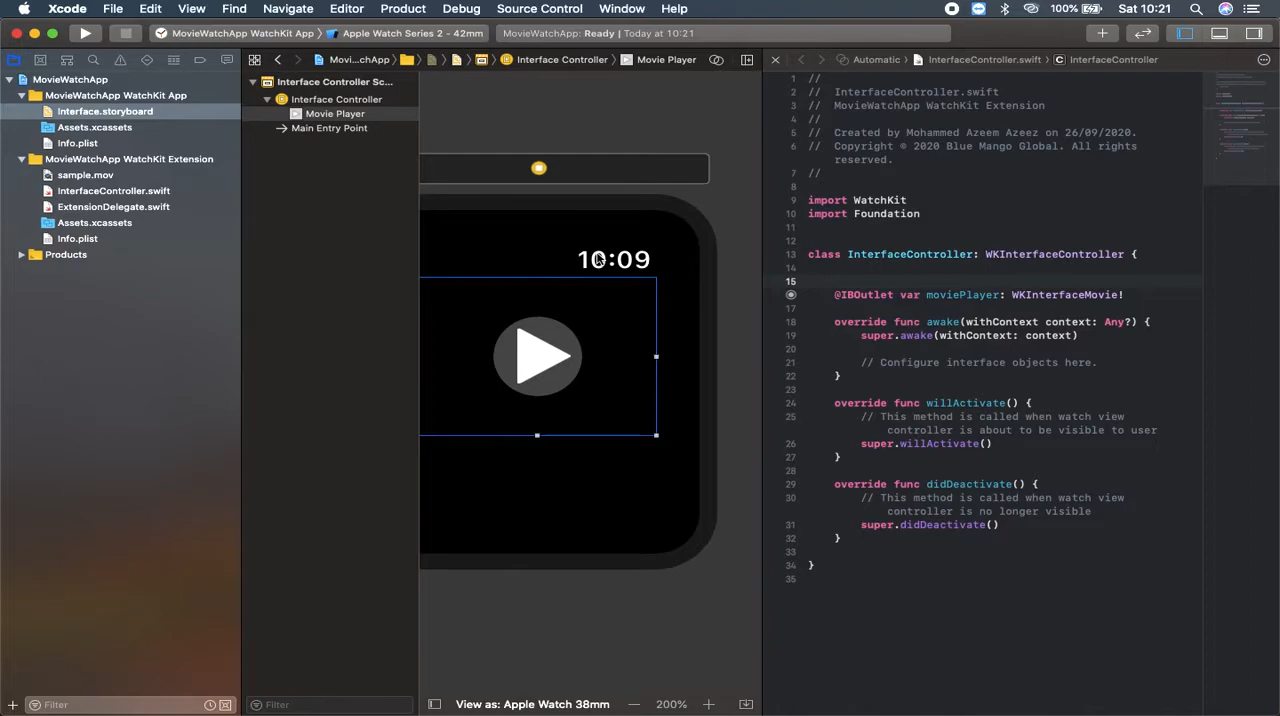 Xcode File Edit View Find Navigate Editor Product Debug Source Control Window Help 100% Sat 10:21
MovieWatchApp WatchKit App Apple Watch Series 2 - 42mm MovieWatchApp: Ready | Today at 10:21
Movi...chApp Interface Controller Movie Player Automatic InterfaceController.swift C InterfaceController
MovieWatchApp
MovieWatchApp WatchKit App
Interface.storyboard
Assets.xcassets
Info.plist
MovieWatchApp WatchKit Extension
sample.mov
InterfaceController.swift
ExtensionDelegate.swift
Assets.xcassets
Info.plist
Products
Filter
Interface Controller Sc...
Interface Controller
Movie Player
Main Entry Point
Filter
10:09
View as: Apple Watch 38mm 200%
1 //
2 // InterfaceController.swift
3 // MovieWatchApp WatchKit Extension
4 //
5 // Created by Mohammed Azeem Azeez on 26/09/2020.
6 // Copyright © 2020 Blue Mango Global. All rights
reserved.
7 //
8
9 import WatchKit
10 import Foundation
11
12
13 class InterfaceController: WKInterfaceController {
14
15
@IBOutlet var moviePlayer: WKInterfaceMovie!
17
18 override func awake(withContext context: Any?) {
19 super.awake(withContext: context)
20
21 // Configure interface objects here.
22 }
23
24 override func willActivate() {
25 // This method is called when watch view
controller is about to be visible to user
26 super.willActivate()
27 }
28
29 override func didDeactivate() {
30 // This method is called when watch view
controller is no longer visible
31 super.didDeactivate()
32 }
33
34 }
35